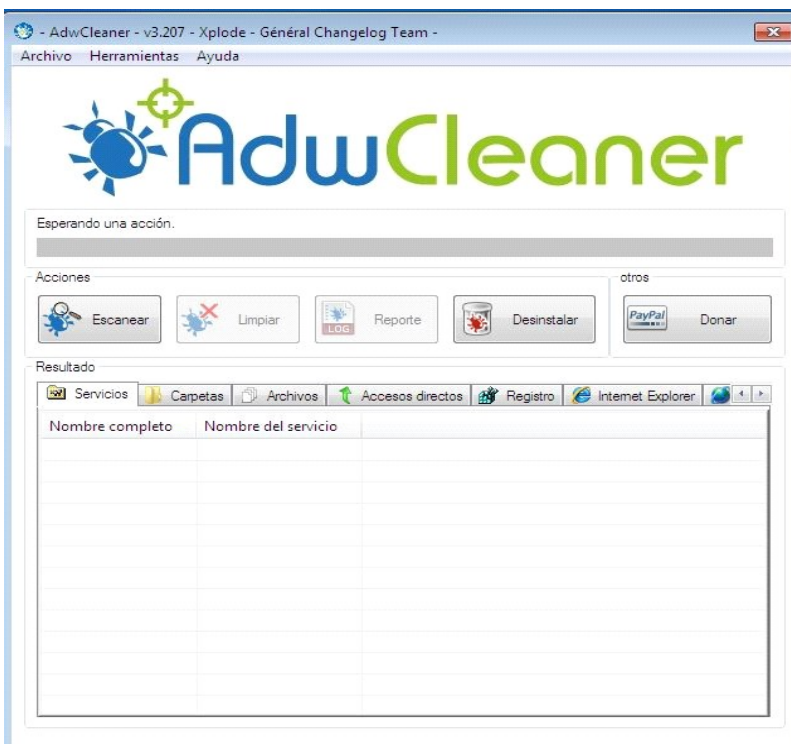 - AdwCleaner - v3.207 - Xplode - Général Changelog Team -
Archivo Herramientas Ayuda
AdwCleaner
Esperando una acción.
Acciones
otros
Escanear
Limpiar
LOG
Reporte
Desinstalar
PayPal
Donar
Resultado
Servicios Carpetas Archivos Accesos directos Registro Internet Explorer
Nombre completo Nombre del servicio